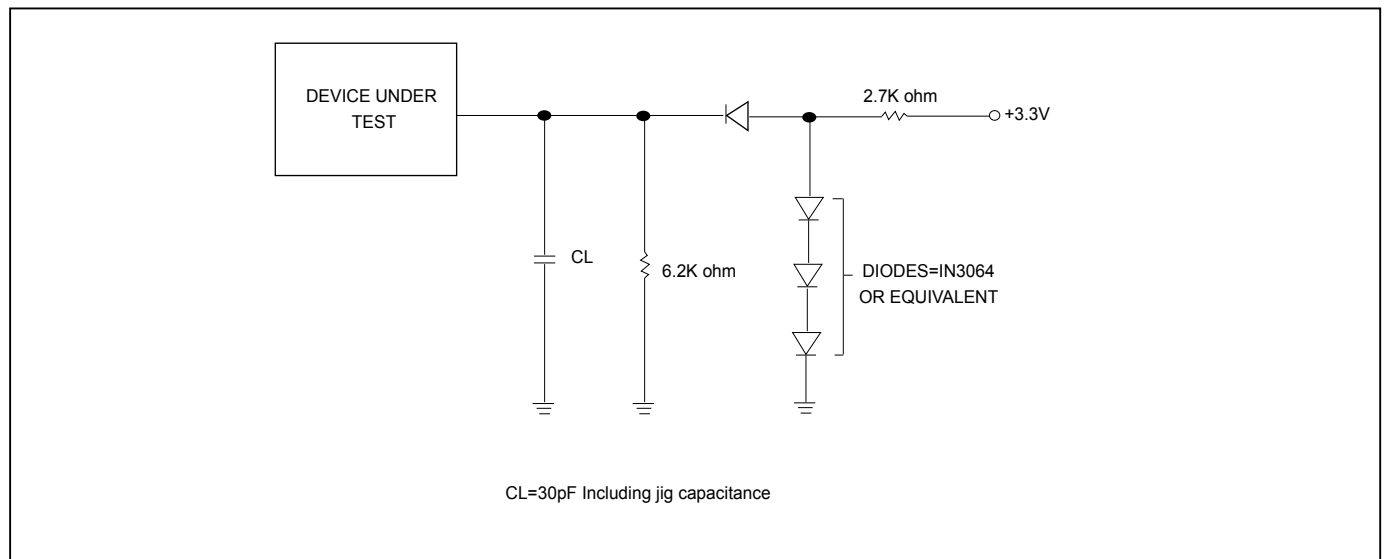 DEVICE UNDER
TEST
2.7K ohm
+3.3V
CL
6.2K ohm
DIODES=IN3064
OR EQUIVALENT
CL=30pF Including jig capacitance